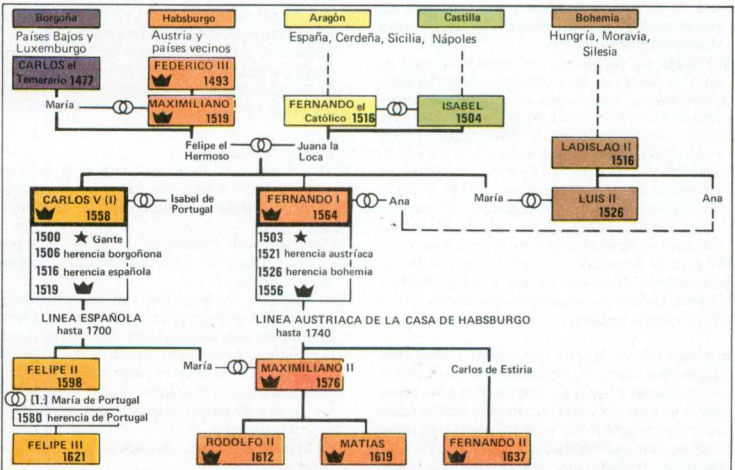 Borgoña
Habsburgo
Aragón
Castilla
Bohemia
Países Bajos y
Luxemburgo
Austria y
países vecinos
España, Cerdeña, Sicilia, Nápoles
Hungría, Moravia,
Silesia
CARLOS el
Temerario 1477
FEDERICO III
1493
María
MAXIMILIANO I
1519
FERNANDO el
Católico 1516
ISABEL
1504
Felipe el
Hermoso
Juana la
Loca
LADISLAO II
1516
CARLOS V (I)
1558
Isabel de
Portugal
FERNANDO I
1564
Ana
María
LUIS II
1526
Ana
1500 Gante
1506 herencia borgoñona
1516 herencia española
1519
1503
1521 herencia austríaca
1526 herencia bohemia
1556
LINEA ESPAÑOLA
hasta 1700
LINEA AUSTRIACA DE LA CASA DE HABSBURGO
hasta 1740
FELIPE II
1598
María
MAXIMILIANO II
1576
Carlos de Estiria
(1.) María de Portugal
1580 herencia de Portugal
FELIPE III
1621
RODOLFO II
1612
MATIAS
1619
FERNANDO II
1637